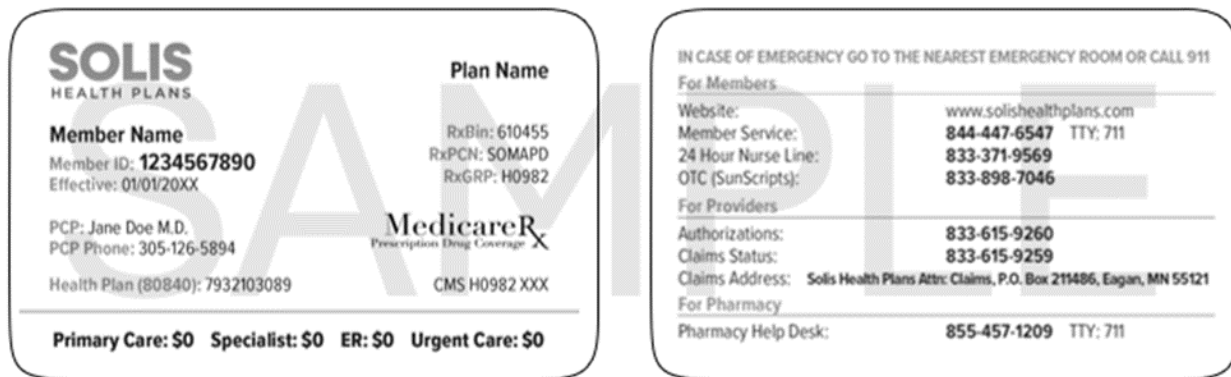 SOLIS
HEALTH PLANS
Plan Name
Member Name
Member ID: 1234567890
Effective: 01/01/20XX
RxBin: 610455
RxPCN: SOMAPD
RxGRP: H0982
PCP: Jane Doe M.D.
PCP Phone: 305-126-5894
MedicareRx
Prescription Drug Coverage
Health Plan (80840): 7932103089
CMS H0982 XXX
Primary Care: $0 Specialist: $0 ER: $0 Urgent Care: $0
SAMPLE
IN CASE OF EMERGENCY GO TO THE NEAREST EMERGENCY ROOM OR CALL 911
For Members
Website: www.solishealthplans.com
Member Service: 844-447-6547 TTY: 711
24 Hour Nurse Line: 833-371-9569
OTC (SunScripts): 833-898-7046
For Providers
Authorizations: 833-615-9260
Claims Status: 833-615-9259
Claims Address: Solis Health Plans Attn: Claims, P.O. Box 211486, Eagan, MN 55121
For Pharmacy
Pharmacy Help Desk: 855-457-1209 TTY: 711